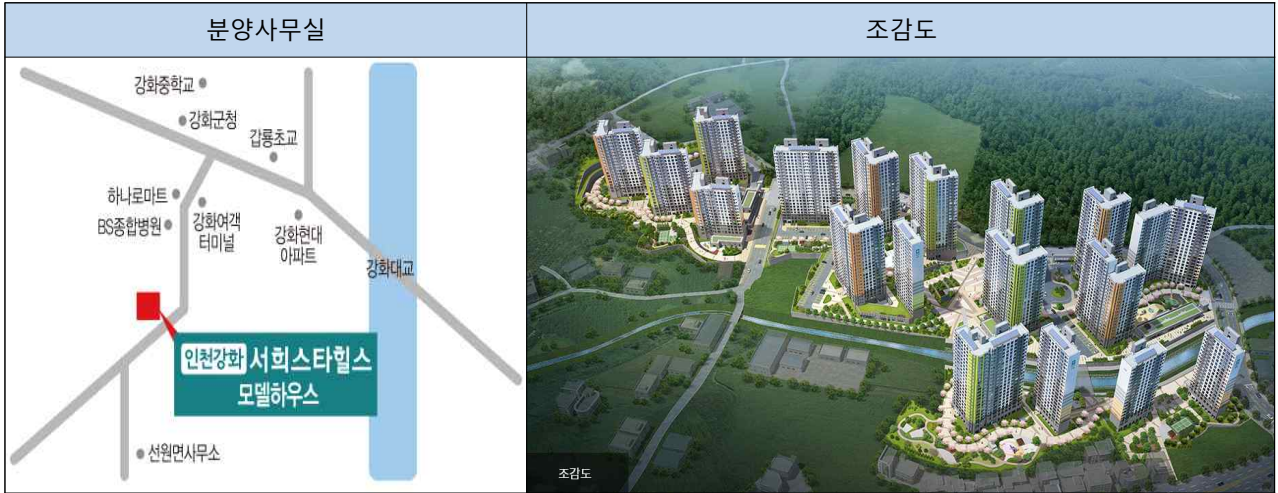 분양사무실
조감도
강화중학교
강화군청
갑룡초교
하나로마트
BS종합병원
강화여객
터미널
강화현대
아파트
강화대교
인천강화 서희스타힐스
모델하우스
선원면사무소
조감도